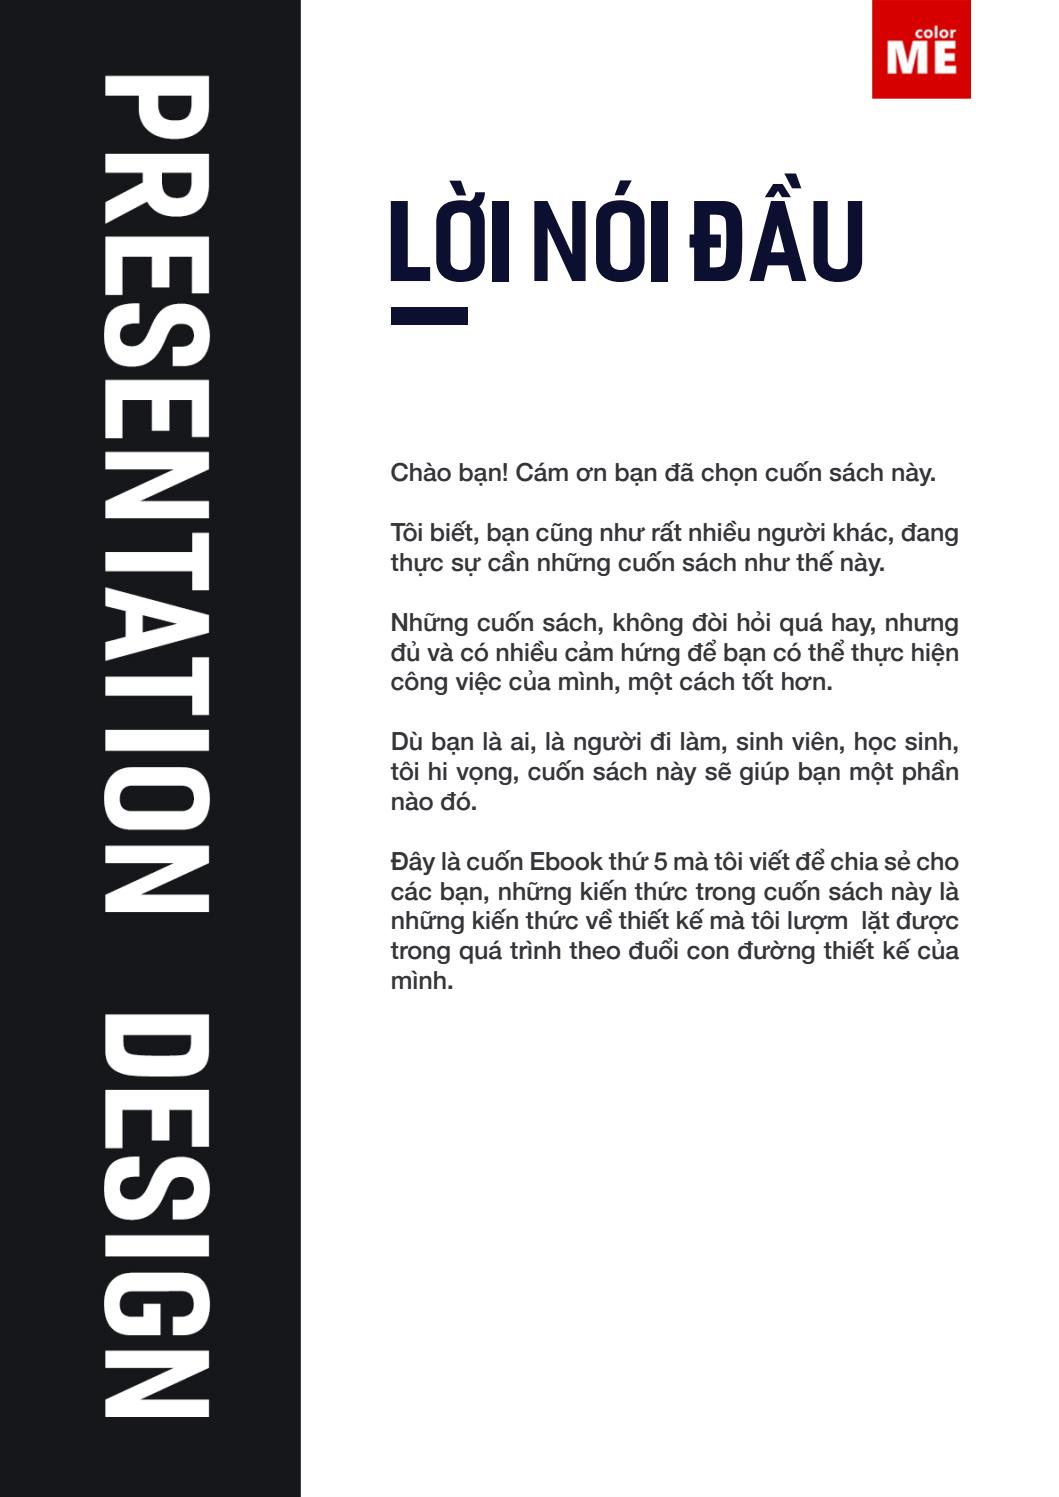 PRESENTATION DESIGN
color
ME
LỜI NÓI ĐẦU
Chào bạn! Cám ơn bạn đã chọn cuốn sách này.
Tôi biết, bạn cũng như rất nhiều người khác, đang
thực sự cần những cuốn sách như thế này.
Những cuốn sách, không đòi hỏi quá hay, nhưng
đủ và có nhiều cảm hứng để bạn có thể thực hiện
công việc của mình, một cách tốt hơn.
Dù bạn là ai, là người đi làm, sinh viên, học sinh,
tôi hi vọng, cuốn sách này sẽ giúp bạn một phần
nào đó.
Đây là cuốn Ebook thứ 5 mà tôi viết để chia sẻ cho
các bạn, những kiến thức trong cuốn sách này là
những kiến thức về thiết kế mà tôi lượm  lặt được
trong quá trình theo đuổi con đường thiết kế của
mình.